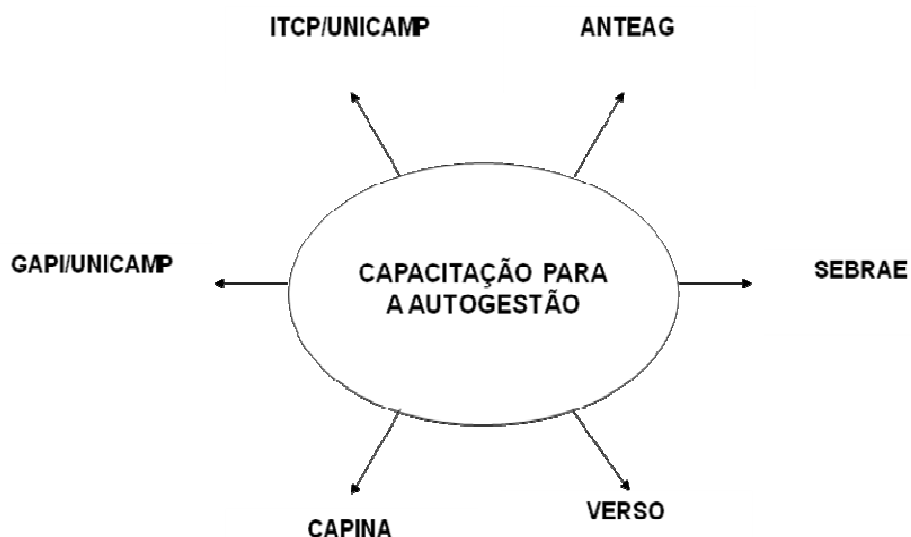 ITCP/UNICAMP
ANTEAG
GAPI/UNICAMP
CAPACITAÇÃO PARA
A AUTOGESTÃO
SEBRAE
CAPINA
VERSO